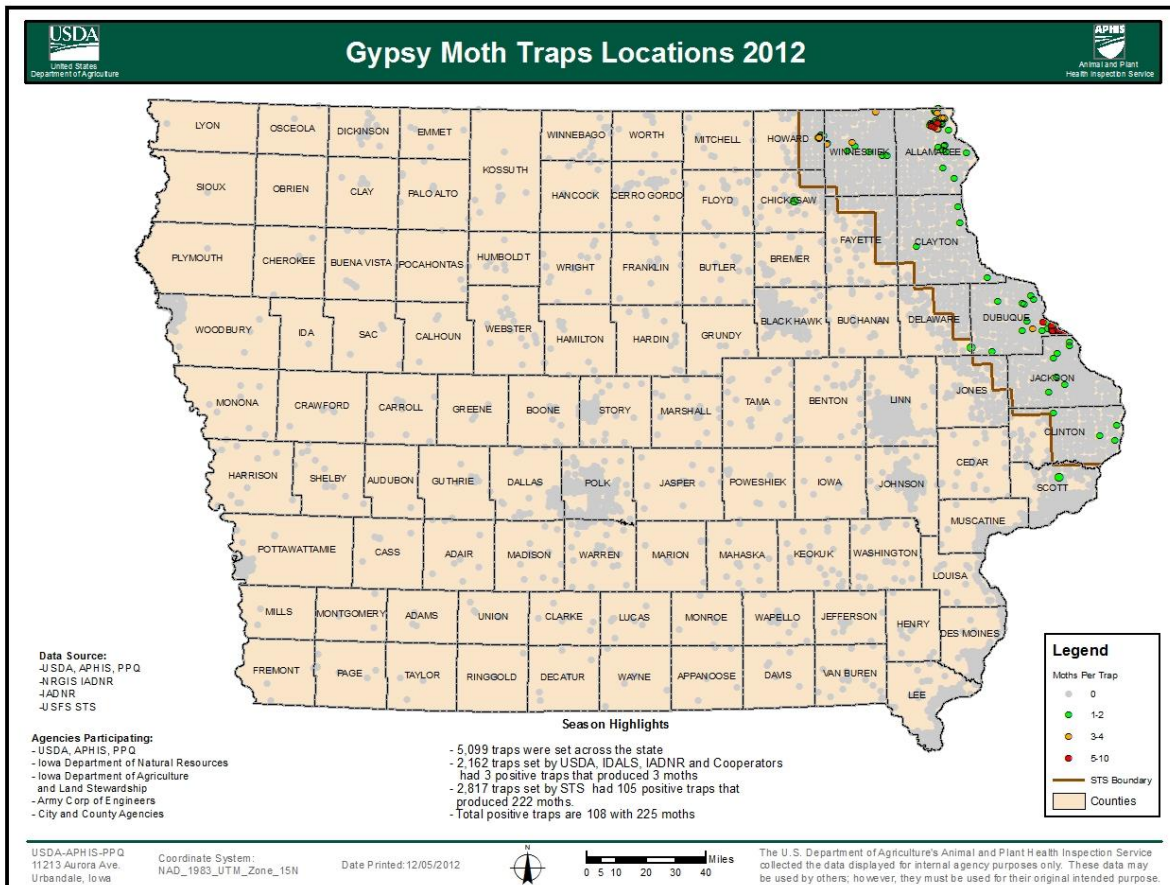 USDA
United States
Department of Agriculture
Gypsy Moth Traps Locations 2012
APHIS
Animal and Plant
Health Inspection Service
LYON
OSCEOLA
DICKINSON
EMMET
WINNEBAGO
WORTH
MITCHELL
HOWARD
WINNESHIEK
ALLAMAKEE
KOSSUTH
SIOUX
OBRIEN
CLAY
PALO ALTO
HANCOCK
CERRO GORDO
FLOYD
CHICKASAW
FAYETTE
CLAYTON
PLYMOUTH
CHEROKEE
BUENA VISTA
POCAHONTAS
HUMBOLDT
WRIGHT
FRANKLIN
BUTLER
BREMER
WOODBURY
IDA
SAC
CALHOUN
WEBSTER
HAMILTON
HARDIN
GRUNDY
BLACK HAWK
BUCHANAN
DELAWARE
DUBUQUE
MONONA
CRAWFORD
CARROLL
GREENE
BOONE
STORY
MARSHALL
TAMA
BENTON
LINN
JONES
JACKSON
CLINTON
HARRISON
SHELBY
AUDUBON
GUTHRIE
DALLAS
POLK
JASPER
POWESHIEK
IOWA
JOHNSON
CEDAR
SCOTT
MUSCATINE
POTTAWATTAMIE
CASS
ADAIR
MADISON
WARREN
MARION
MAHASKA
KEOKUK
WASHINGTON
LOUISA
MILLS
MONTGOMERY
ADAMS
UNION
CLARKE
LUCAS
MONROE
WAPELLO
JEFFERSON
HENRY
DES MOINES
FREMONT
PAGE
TAYLOR
RINGGOLD
DECATUR
WAYNE
APPANOOSE
DAVIS
VAN BUREN
LEE
Data Source:
-USDA, APHIS, PPQ
-NRGIS IADNR
-IADNR
-USFS STS
Agencies Participating:
- USDA, APHIS, PPQ
- Iowa Department of Natural Resources
- Iowa Department of Agriculture
and Land Stewardship
- Army Corp of Engineers
- City and County Agencies
Season Highlights
- 5,099 traps were set across the state
- 2,162 traps set by USDA, IDALS, IADNR and Cooperators
had 3 positive traps that produced 3 moths
- 2,817 traps set by STS had 105 positive traps that
produced 222 moths.
- Total positive traps are 108 with 225 moths
Legend
Moths Per Trap
0
1-2
3-4
5-10
STS Boundary
Counties
USDA-APHIS-PPQ
11213 Aurora Ave.
Urbandale, Iowa
Coordinate System:
NAD_1983_UTM_Zone_15N
Date Printed:12/05/2012
N
Miles
0 5 10 20 30 40
The U.S. Department of Agriculture's Animal and Plant Health Inspection Service
collected the data displayed for internal agency purposes only. These data may
be used by others; however, they must be used for their original intended purpose.